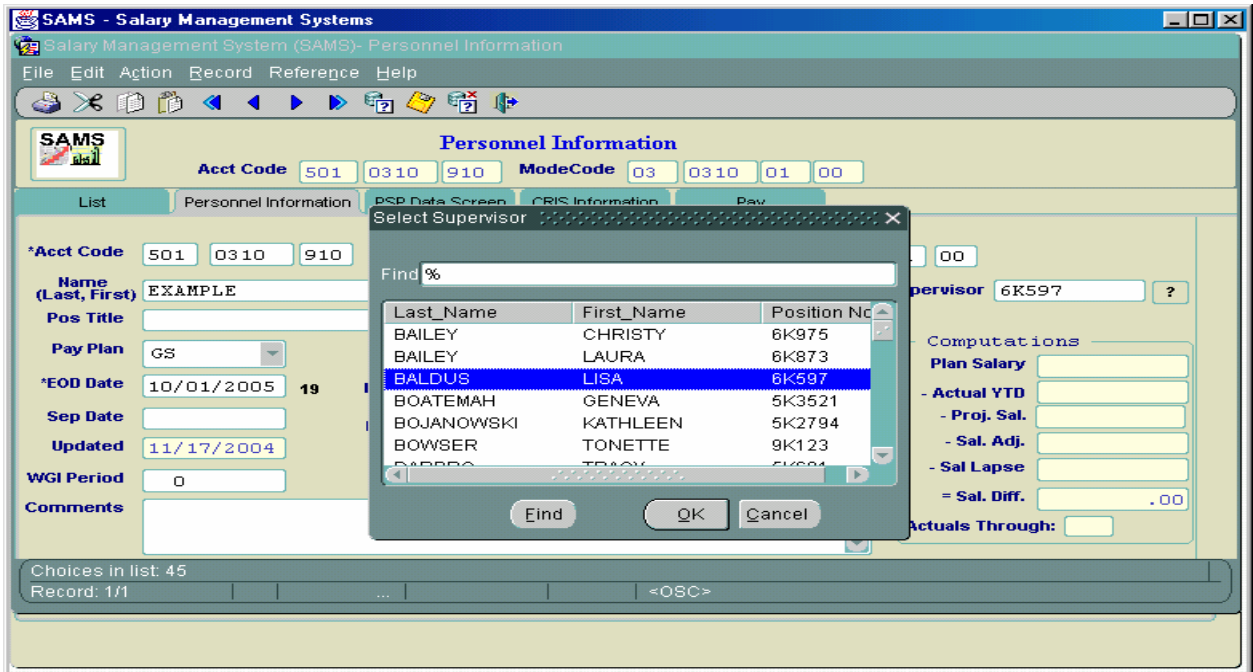 SAMS - Salary Management Systems
Salary Management System (SAMS)- Personnel Information
File Edit Action Record Reference Help
SAMS
Personnel Information
Acct Code 501 0310 910 ModeCode 03 0310 01 00
List Personnel Information PSP Data Screen CRIS Information Pay
Select Supervisor
*Acct Code 501 0310 910 00
Find %
Name
(Last, First) EXAMPLE
pervisor 6K597 ?
Pos Title
Last_Name First_Name Position No
BAILEY CHRISTY 6K975
BAILEY LAURA 6K873
BALDUS LISA 6K597
BOATEMAH GENEVA 5K3521
BOJANOWSKI KATHLEEN 5K2794
BOWSER TONETTE 9K123
Find OK Cancel
Pay Plan GS
*EOD Date 10/01/2005 19
Sep Date
Updated 11/17/2004
WGI Period 0
Comments
Computations
Plan Salary
- Actual YTD
- Proj. Sal.
- Sal. Adj.
- Sal Lapse
= Sal. Diff. .00
Actuals Through:
Choices in list: 45
Record: 1/1 ... <OSC>